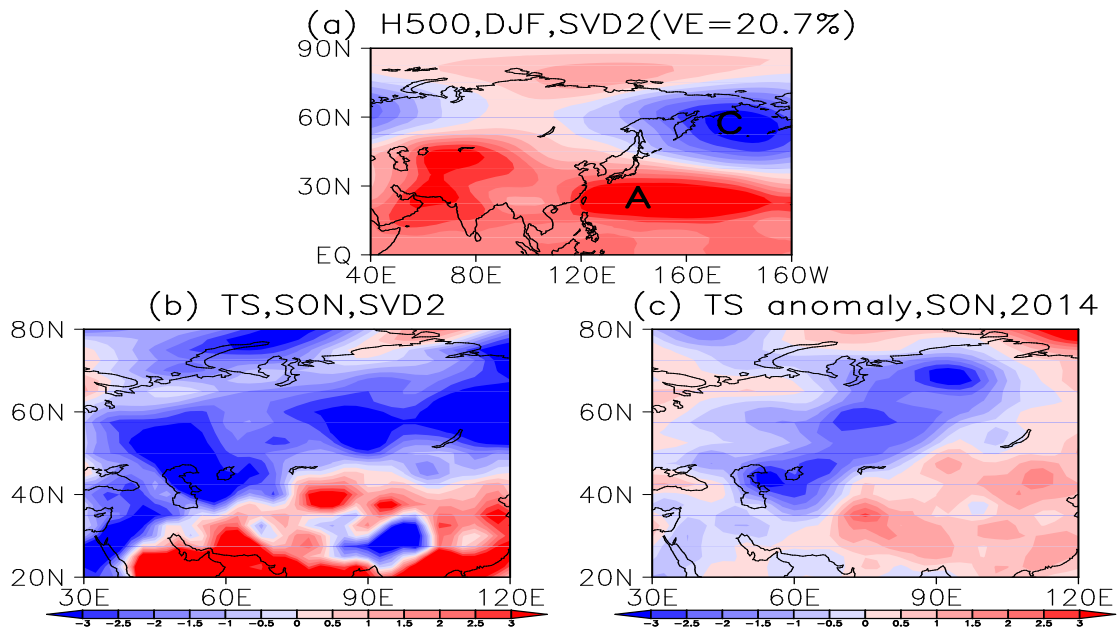 (a) H500,DJF,SVD2(VE=20.7%)
90N
60N
C
30N
A
EQ
40E 80E 120E 160E 160W
(b) TS,SON,SVD2
80N
60N
40N
20N
30E 60E 90E 120E
-3 -2.5 -2 -1.5 -1 -0.5 0 0.5 1 1.5 2 2.5 3
(c) TS anomaly,SON,2014
80N
60N
40N
20N
30E 60E 90E 120E
-3 -2.5 -2 -1.5 -1 -0.5 0 0.5 1 1.5 2 2.5 3